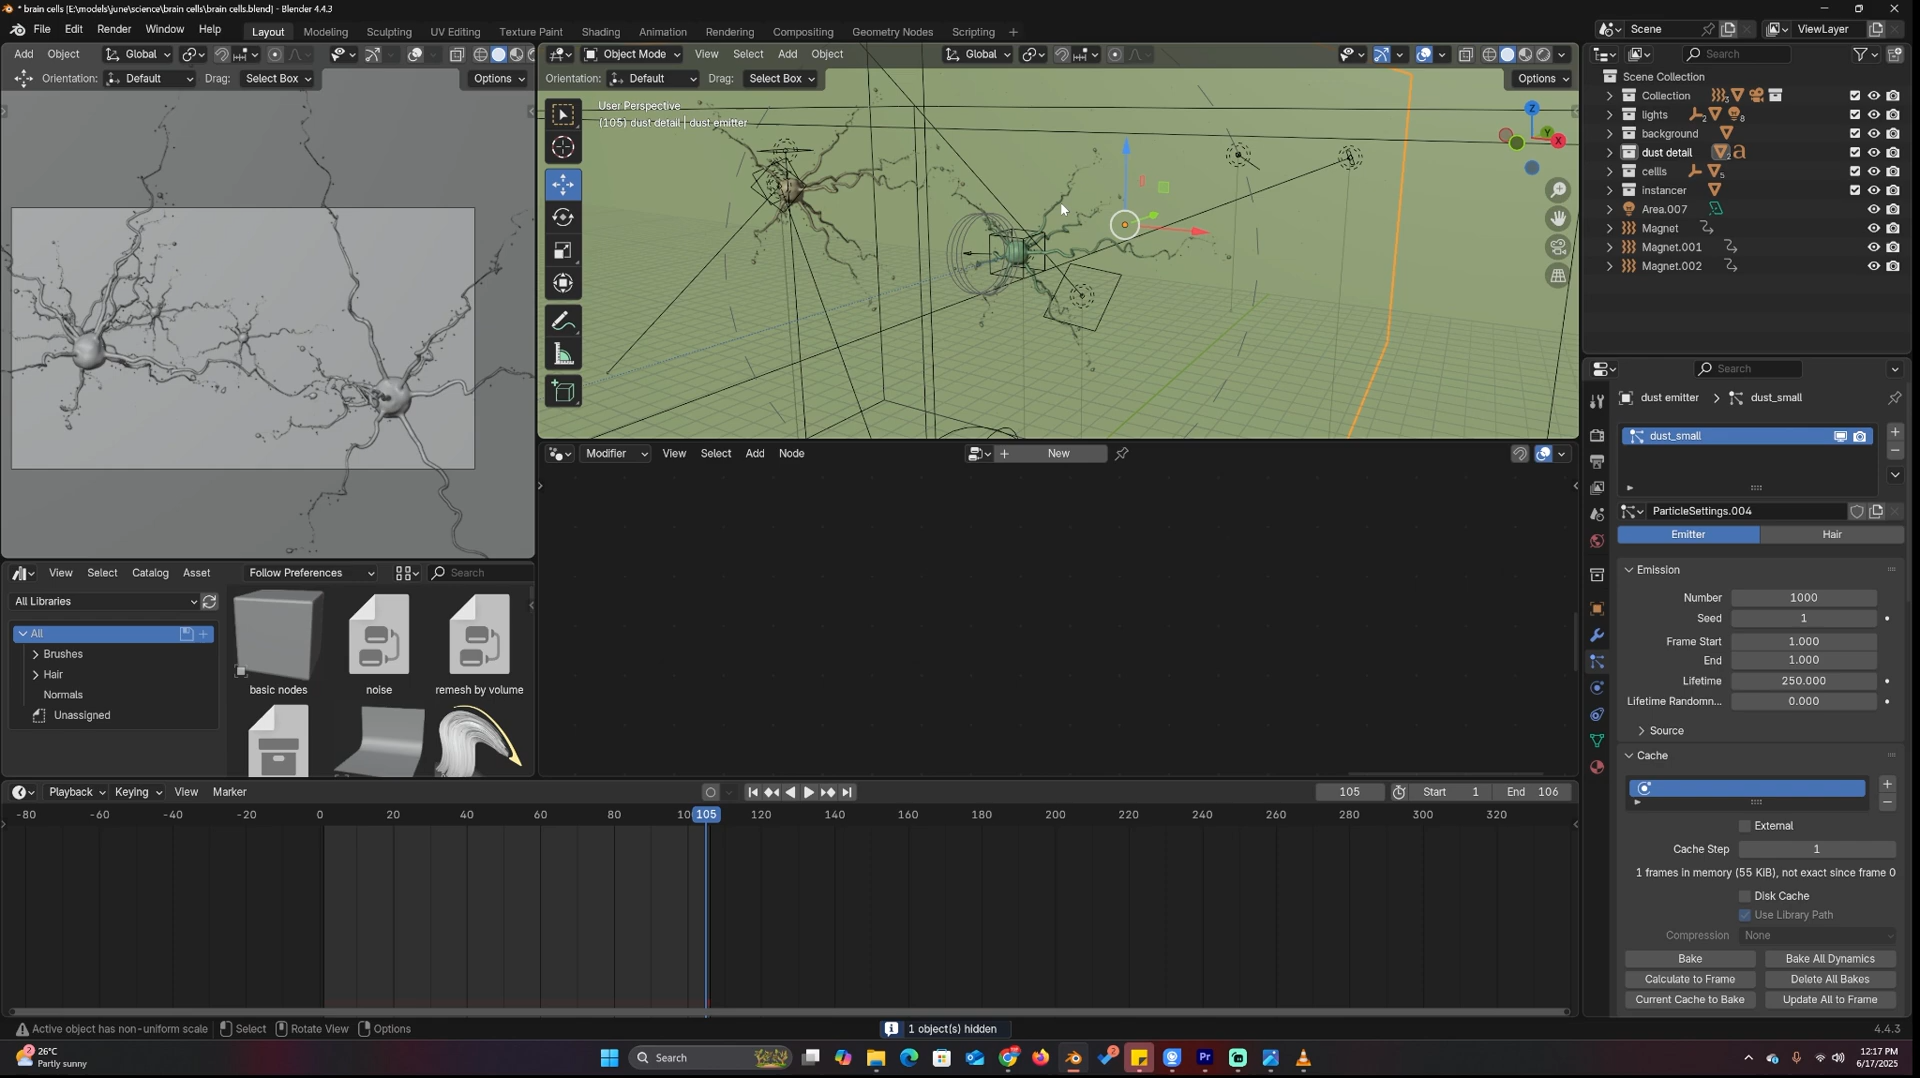 * brain cells [E:\models\june\science\brain cells\brain cells.blend] - Blender 4.4.3
File Edit Render Window Help Layout Modeling Sculpting UV Editing Texture Paint Shading Animation Rendering Compositing Geometry Nodes Scripting + Scene ViewLayer
Add Object Global Object Mode View Select Add Object Global Search
Orientation: Default Drag: Select Box Options Orientation: Default Drag: Select Box Options
User Perspective
(105) dust detail | dust emitter
Z
Y
X
Scene Collection
Collection 3
lights 2 8
background
dust detail 2 a
cellls 5
instancer
Area.007
Magnet
Magnet.001
Magnet.002
Search
dust emitter > dust_small
dust_small
ParticleSettings.004
Emitter Hair
Emission
Number 1000
Seed 1
Frame Start 1.000
End 1.000
Lifetime 250.000
Lifetime Randomn... 0.000
Source
Cache
External
Cache Step 1
1 frames in memory (55 KiB), not exact since frame 0
Disk Cache
Use Library Path
Compression None
Bake Bake All Dynamics
Calculate to Frame Delete All Bakes
Current Cache to Bake Update All to Frame
Modifier View Select Add Node + New
View Select Catalog Asset Follow Preferences Search
All Libraries
All
Brushes
Hair
Normals
Unassigned
basic nodes noise remesh by volume
Playback Keying View Marker 105 Start 1 End 106
-80 -60 -40 -20 0 20 40 60 80 10 105 120 140 160 180 200 220 240 260 280 300 320
Active object has non-uniform scale Select Rotate View Options 1 object(s) hidden 4.4.3
2 26°C
Partly sunny
Search
2
Pr
12:17 PM
6/17/2025